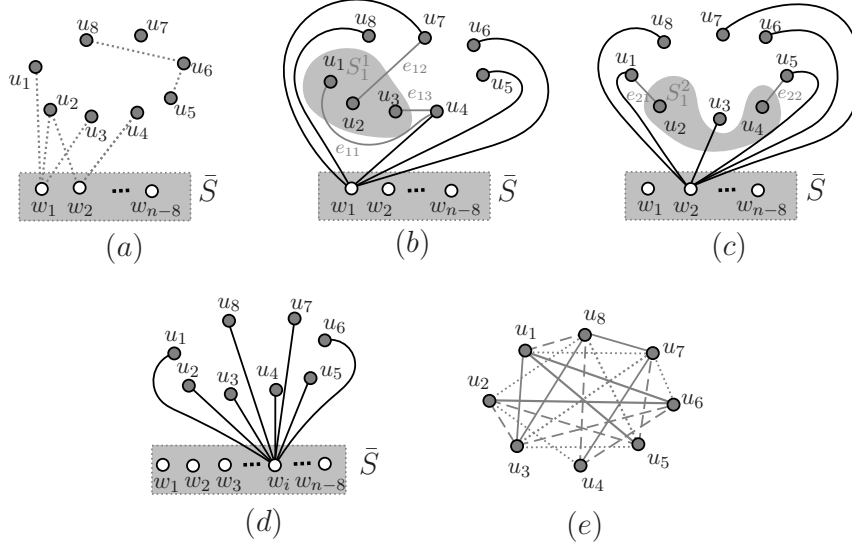 u₈ u₇
u₆
u₁
u₂
u₃ u₄ u₅
S̄
w₁ w₂ ··· wₙ₋₈
(a)
u₈ u₇ u₆
u₁ S₁¹ e₁₂ u₅
u₂ u₃ e₁₃ u₄
e₁₁
S̄
w₁ w₂ ··· wₙ₋₈
(b)
u₈ u₇ u₆
u₁ u₅
e₂₁ S₁² e₂₂
u₂ u₃ u₄
S̄
w₁ w₂ ··· wₙ₋₈
(c)
u₈ u₇
u₁ u₆
u₂ u₃ u₄ u₅
S̄
w₁ w₂ w₃ ··· wᵢ ··· wₙ₋₈
(d)
u₈
u₁ u₇
u₂ u₆
u₃ u₄ u₅
(e)